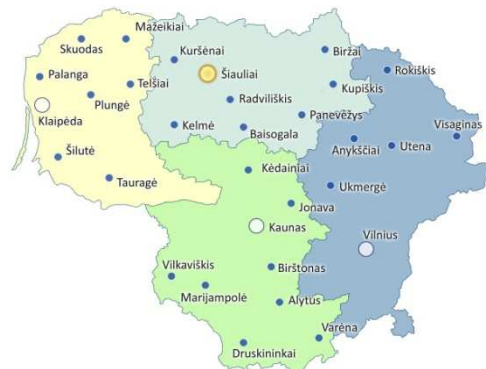 Mažeikiai
Skuodas
Kuršėnai
Biržai
Rokiškis
Palanga
Telšiai
Šiauliai
Kupiškis
Plungė
Radviliškis
Klaipėda
Panevėžys
Visaginas
Kelmė
Baisogala
Anykščiai
Utena
Šilutė
Kėdainiai
Tauragė
Ukmergė
Jonava
Kaunas
Vilnius
Vilkaviškis
Birštonas
Marijampolė
Alytus
Varėna
Druskininkai